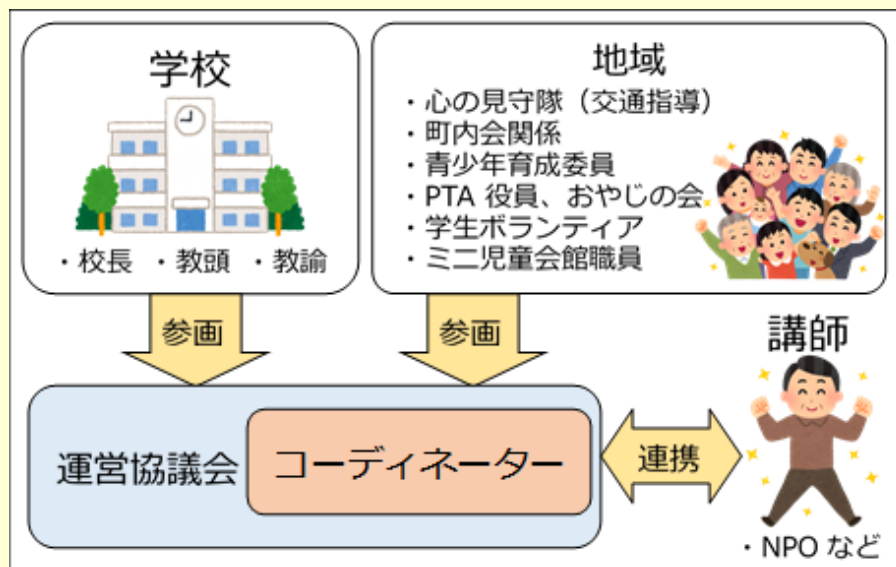 学校
・校長 ・教頭 ・教諭
地域
・心の見守隊（交通指導）
・町内会関係
・青少年育成委員
・PTA 役員、おやじの会
・学生ボランティア
・ミニ児童会館職員
参画
参画
運営協議会
コーディネーター
連携
講師
・NPO など